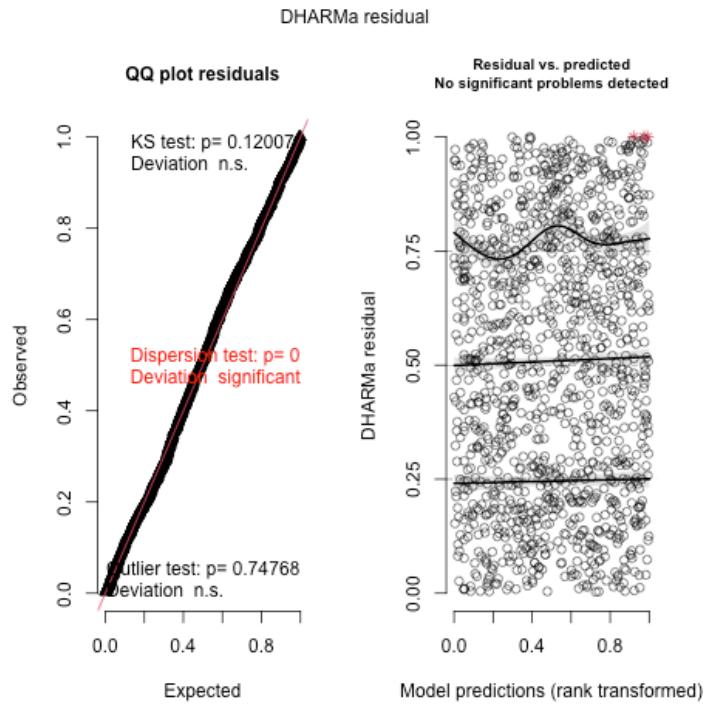 DHARMa residual
QQ plot residuals
KS test: p= 0.12007
Deviation n.s.
Dispersion test: p= 0
Deviation significant
Outlier test: p= 0.74768
Deviation n.s.
0.0
0.2
0.4
0.6
0.8
1.0
Observed
0.0
0.4
0.8
Expected
Residual vs. predicted
No significant problems detected
0.00
0.25
0.50
0.75
1.00
DHARMa residual
0.0
0.4
0.8
Model predictions (rank transformed)